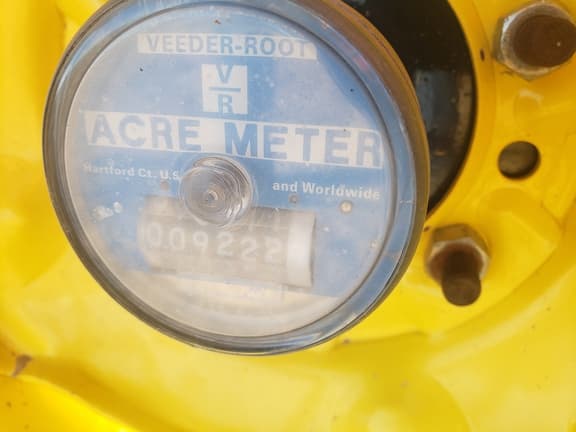 VEEDER-ROOT
V
R
ACRE METER
Hartford Ct. U.S. and Worldwide
009222